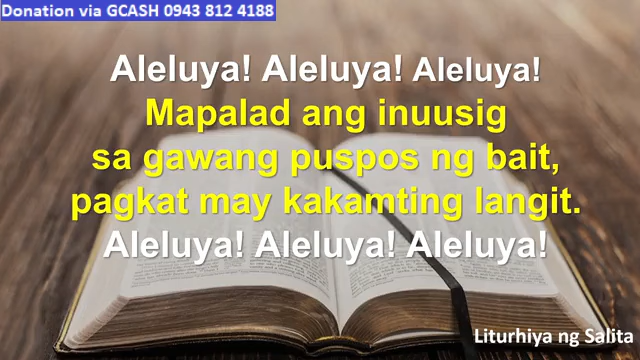 Donation via GCASH 0943 812 4188
Aleluya! Aleluya! Aleluya!
Mapalad ang inuusig
sa gawang puspos ng bait,
pagkat may kakamting langit.
Aleluya! Aleluya! Aleluya!
Liturhiya ng Salita